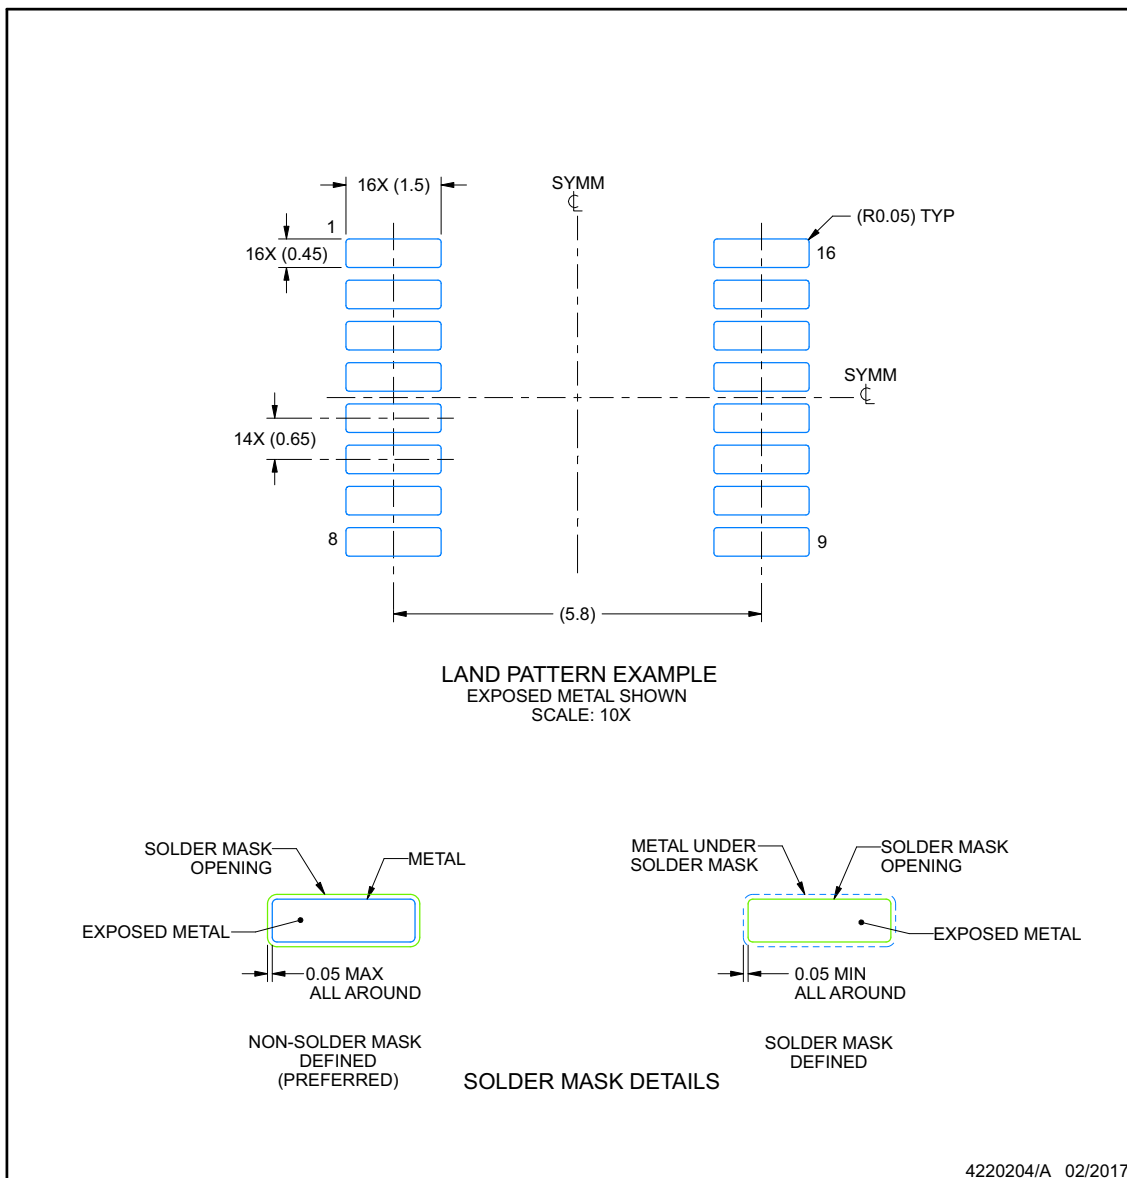 16X (1.5)
SYMM
℄
(R0.05) TYP
1
16X (0.45)
16
SYMM
℄
14X (0.65)
8
9
(5.8)
LAND PATTERN EXAMPLE
EXPOSED METAL SHOWN
SCALE: 10X
SOLDER MASK
OPENING
METAL
EXPOSED METAL
0.05 MAX
ALL AROUND
NON-SOLDER MASK
DEFINED
(PREFERRED)
METAL UNDER
SOLDER MASK
SOLDER MASK
OPENING
EXPOSED METAL
0.05 MIN
ALL AROUND
SOLDER MASK
DEFINED
SOLDER MASK DETAILS
4220204/A 02/2017